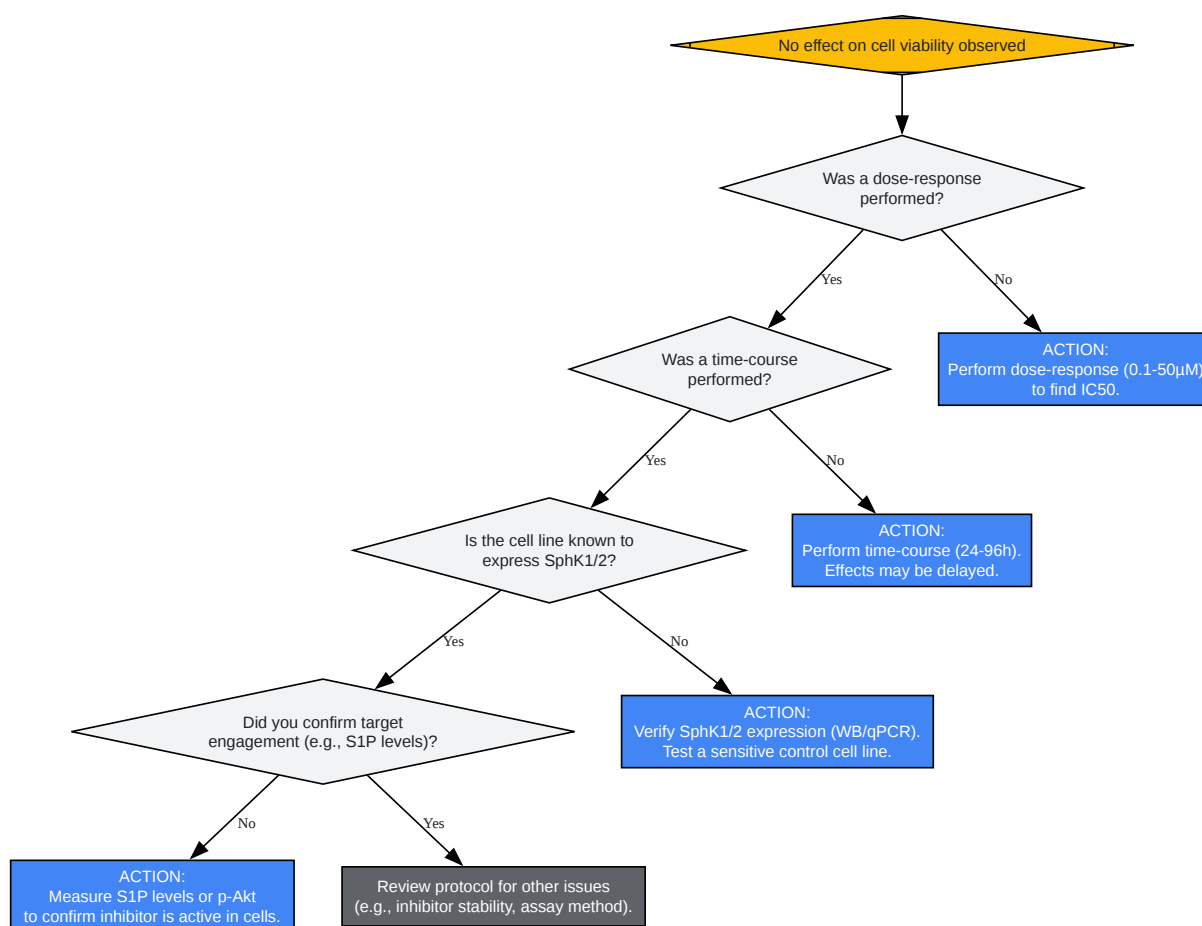 No effect on cell viability observed
Was a dose-response
performed?
Yes
No
Was a time-course
performed?
ACTION:
Perform dose-response (0.1-50µM)
to find IC50.
Yes
No
Is the cell line known to
express SphK1/2?
ACTION:
Perform time-course (24-96h).
Effects may be delayed.
Yes
No
Did you confirm target
engagement (e.g., S1P levels)?
ACTION:
Verify SphK1/2 expression (WB/qPCR).
Test a sensitive control cell line.
No
Yes
ACTION:
Measure S1P levels or p-Akt
to confirm inhibitor is active in cells.
Review protocol for other issues
(e.g., inhibitor stability, assay method).